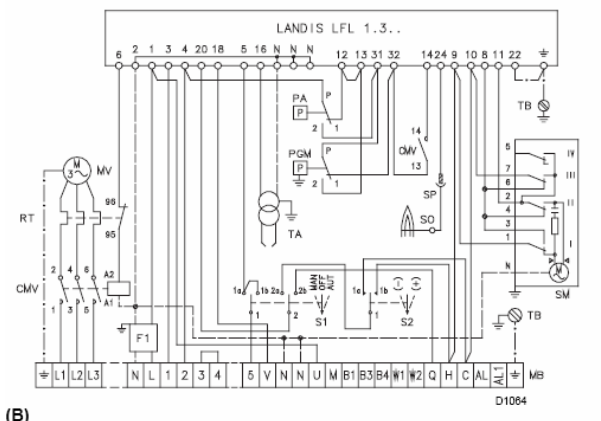 LANDIS LFL 1.3..
6 2 1 3 4 20 18 5 16 N N N 12 13 31 32 14 24 9 10 8 11 22
PA P
P
2 1
PGM P
P
2 1
14
CMV
13
TB
SP
SO
5 IV
7 III
6
2 II
4
3
1 I
N
M
SM
M
3
MV
RT
96
95
TA
CMV
2 4 6 A2
1 3 5 A1
F1
1a 1b 2a 2b
MAN
OFF
AUT
1 2
S1
1a 1b
(-) (+)
1
S2
TB
L1 L2 L3 N L 1 2 3 4 5 V N N U M B1 B3 B4 W1 W2 Q H C AL AL1 MB
D1064
(B)